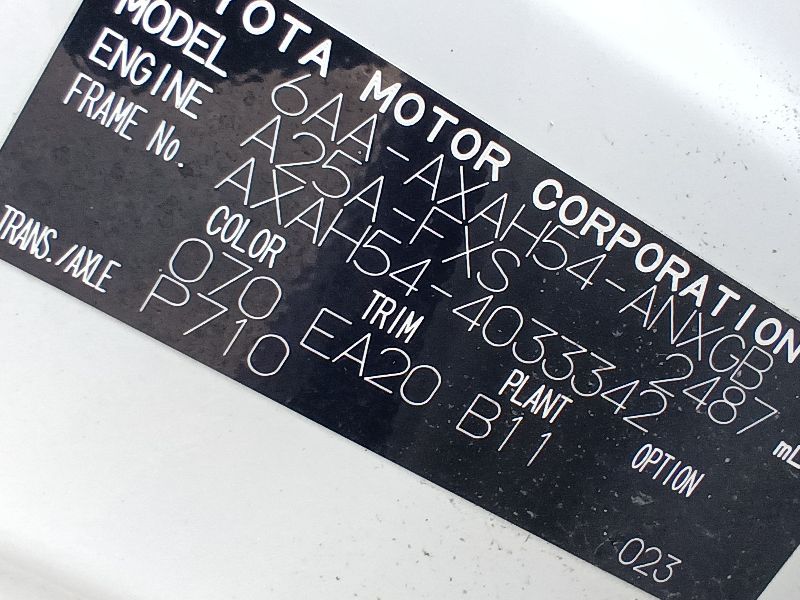 TOYOTA MOTOR CORPORATION
MODEL 6AA-AXAH54-ANXGB
ENGINE A25A-FXS 2487 mL
FRAME No. AXAH54-4033342
COLOR TRIM PLANT OPTION
070 EA20 B11
TRANS./AXLE P710
023